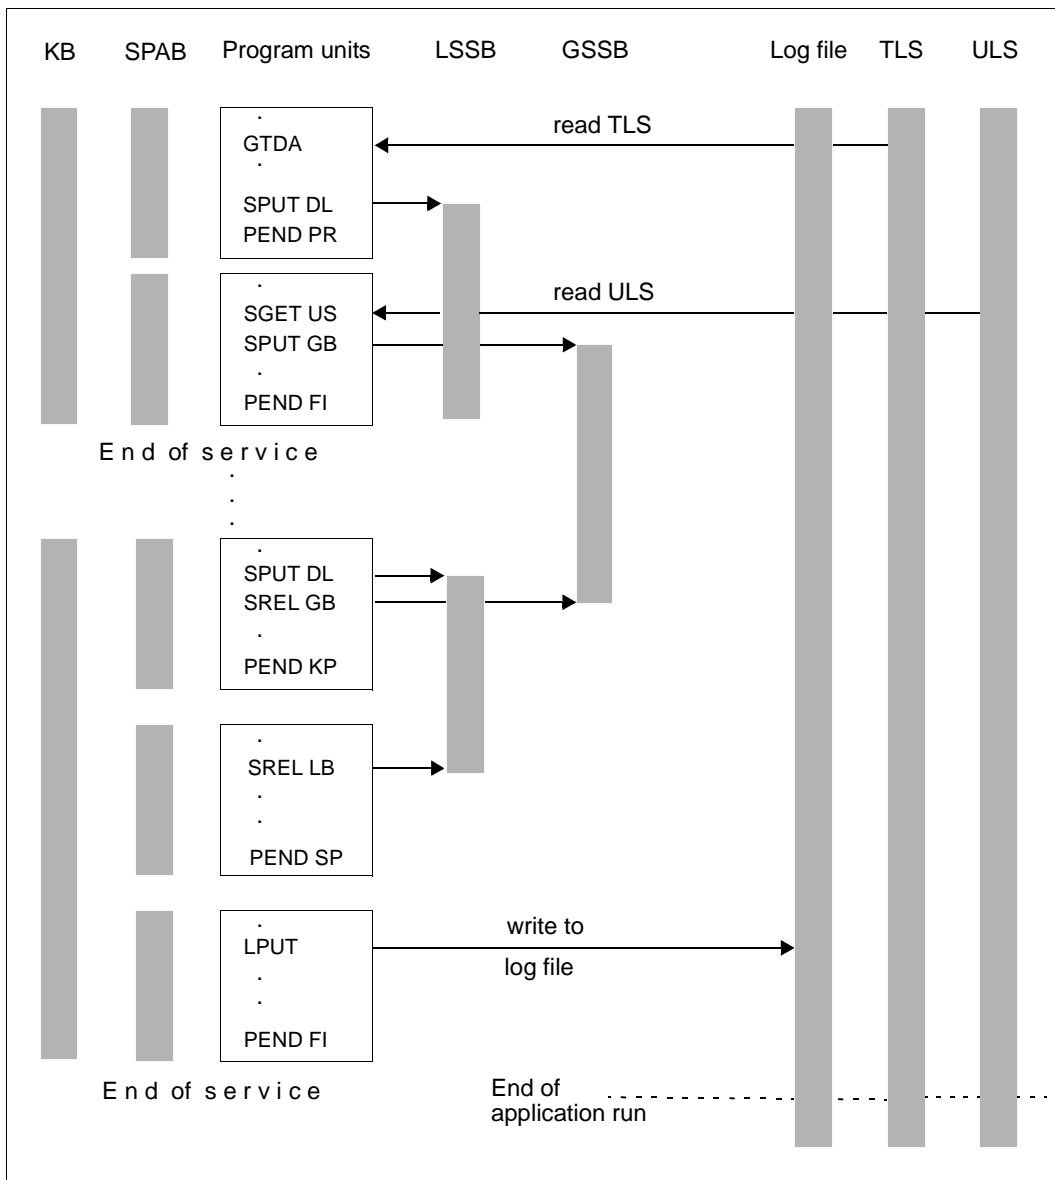 KB SPAB Program units LSSB GSSB Log file TLS ULS
.
GTDA
.
read TLS
SPUT DL
PEND PR
.
read ULS
SGET US
SPUT GB
.
PEND FI
End of service
.
.
.
.
SPUT DL
SREL GB
.
PEND KP
.
SREL LB
.
.
PEND SP
.
write to
LPUT
log file
.
.
PEND FI
End of service
End of
application run